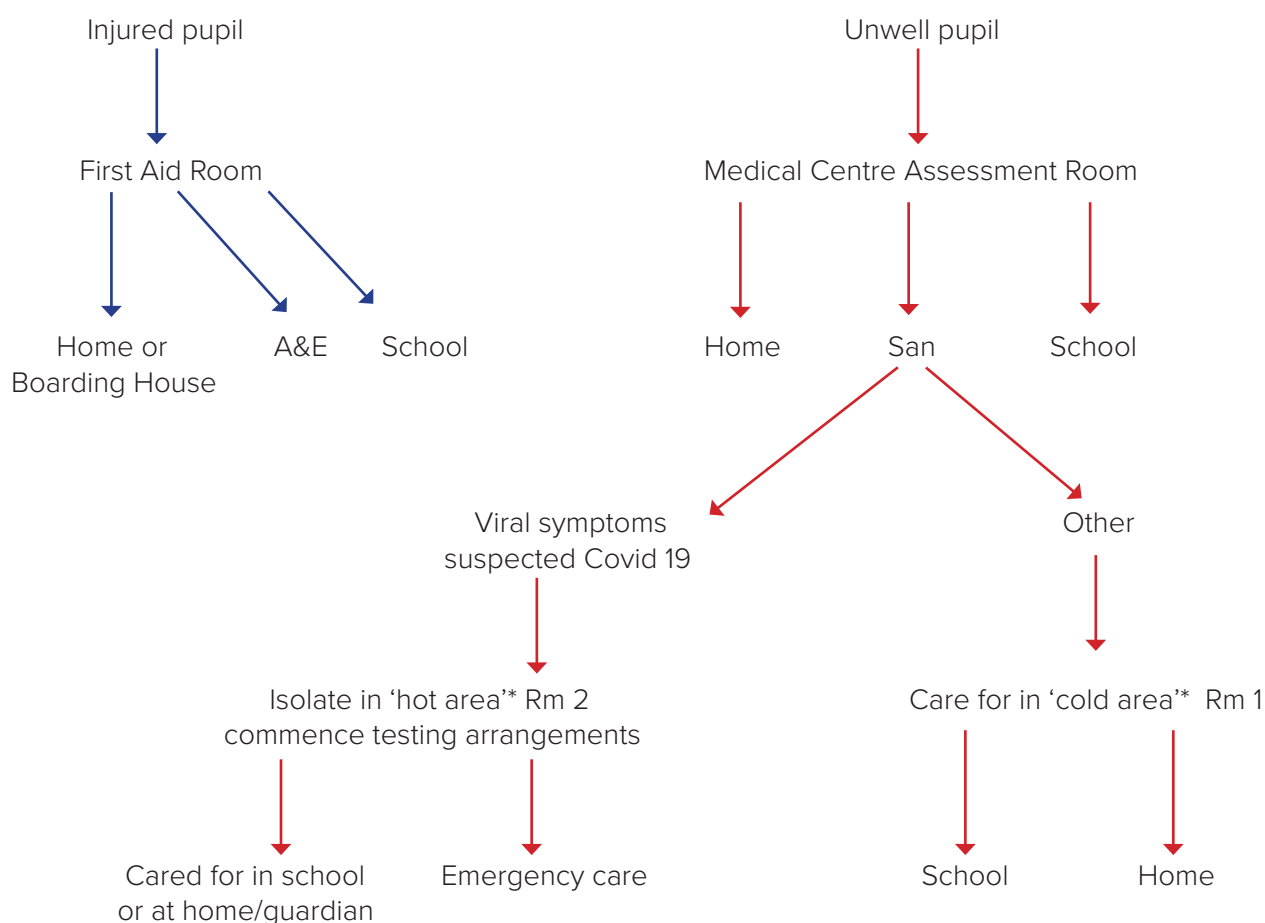 Injured pupil
Unwell pupil
First Aid Room
Medical Centre Assessment Room
Home or
Boarding House
A&E
School
Home
San
School
Viral symptoms
suspected Covid 19
Other
Isolate in ‘hot area’* Rm 2
commence testing arrangements
Care for in ‘cold area’* Rm 1
Cared for in school
or at home/guardian
Emergency care
School
Home